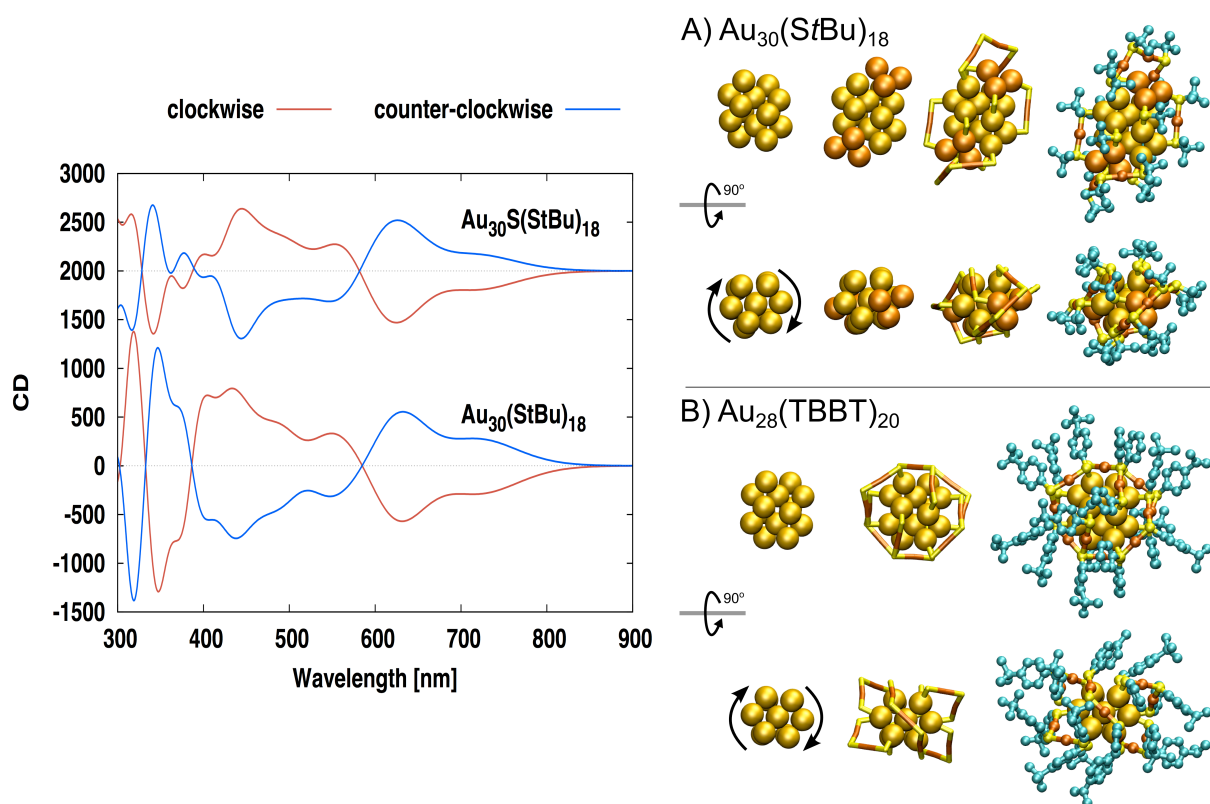 clockwise
counter-clockwise
3000
2500
2000
1500
1000
500
0
-500
-1000
-1500
CD
Au₃₀S(StBu)₁₈
Au₃₀(StBu)₁₈
300 400 500 600 700 800 900
Wavelength [nm]
A) Au₃₀(StBu)₁₈
90°
B) Au₂₈(TBBT)₂₀
90°